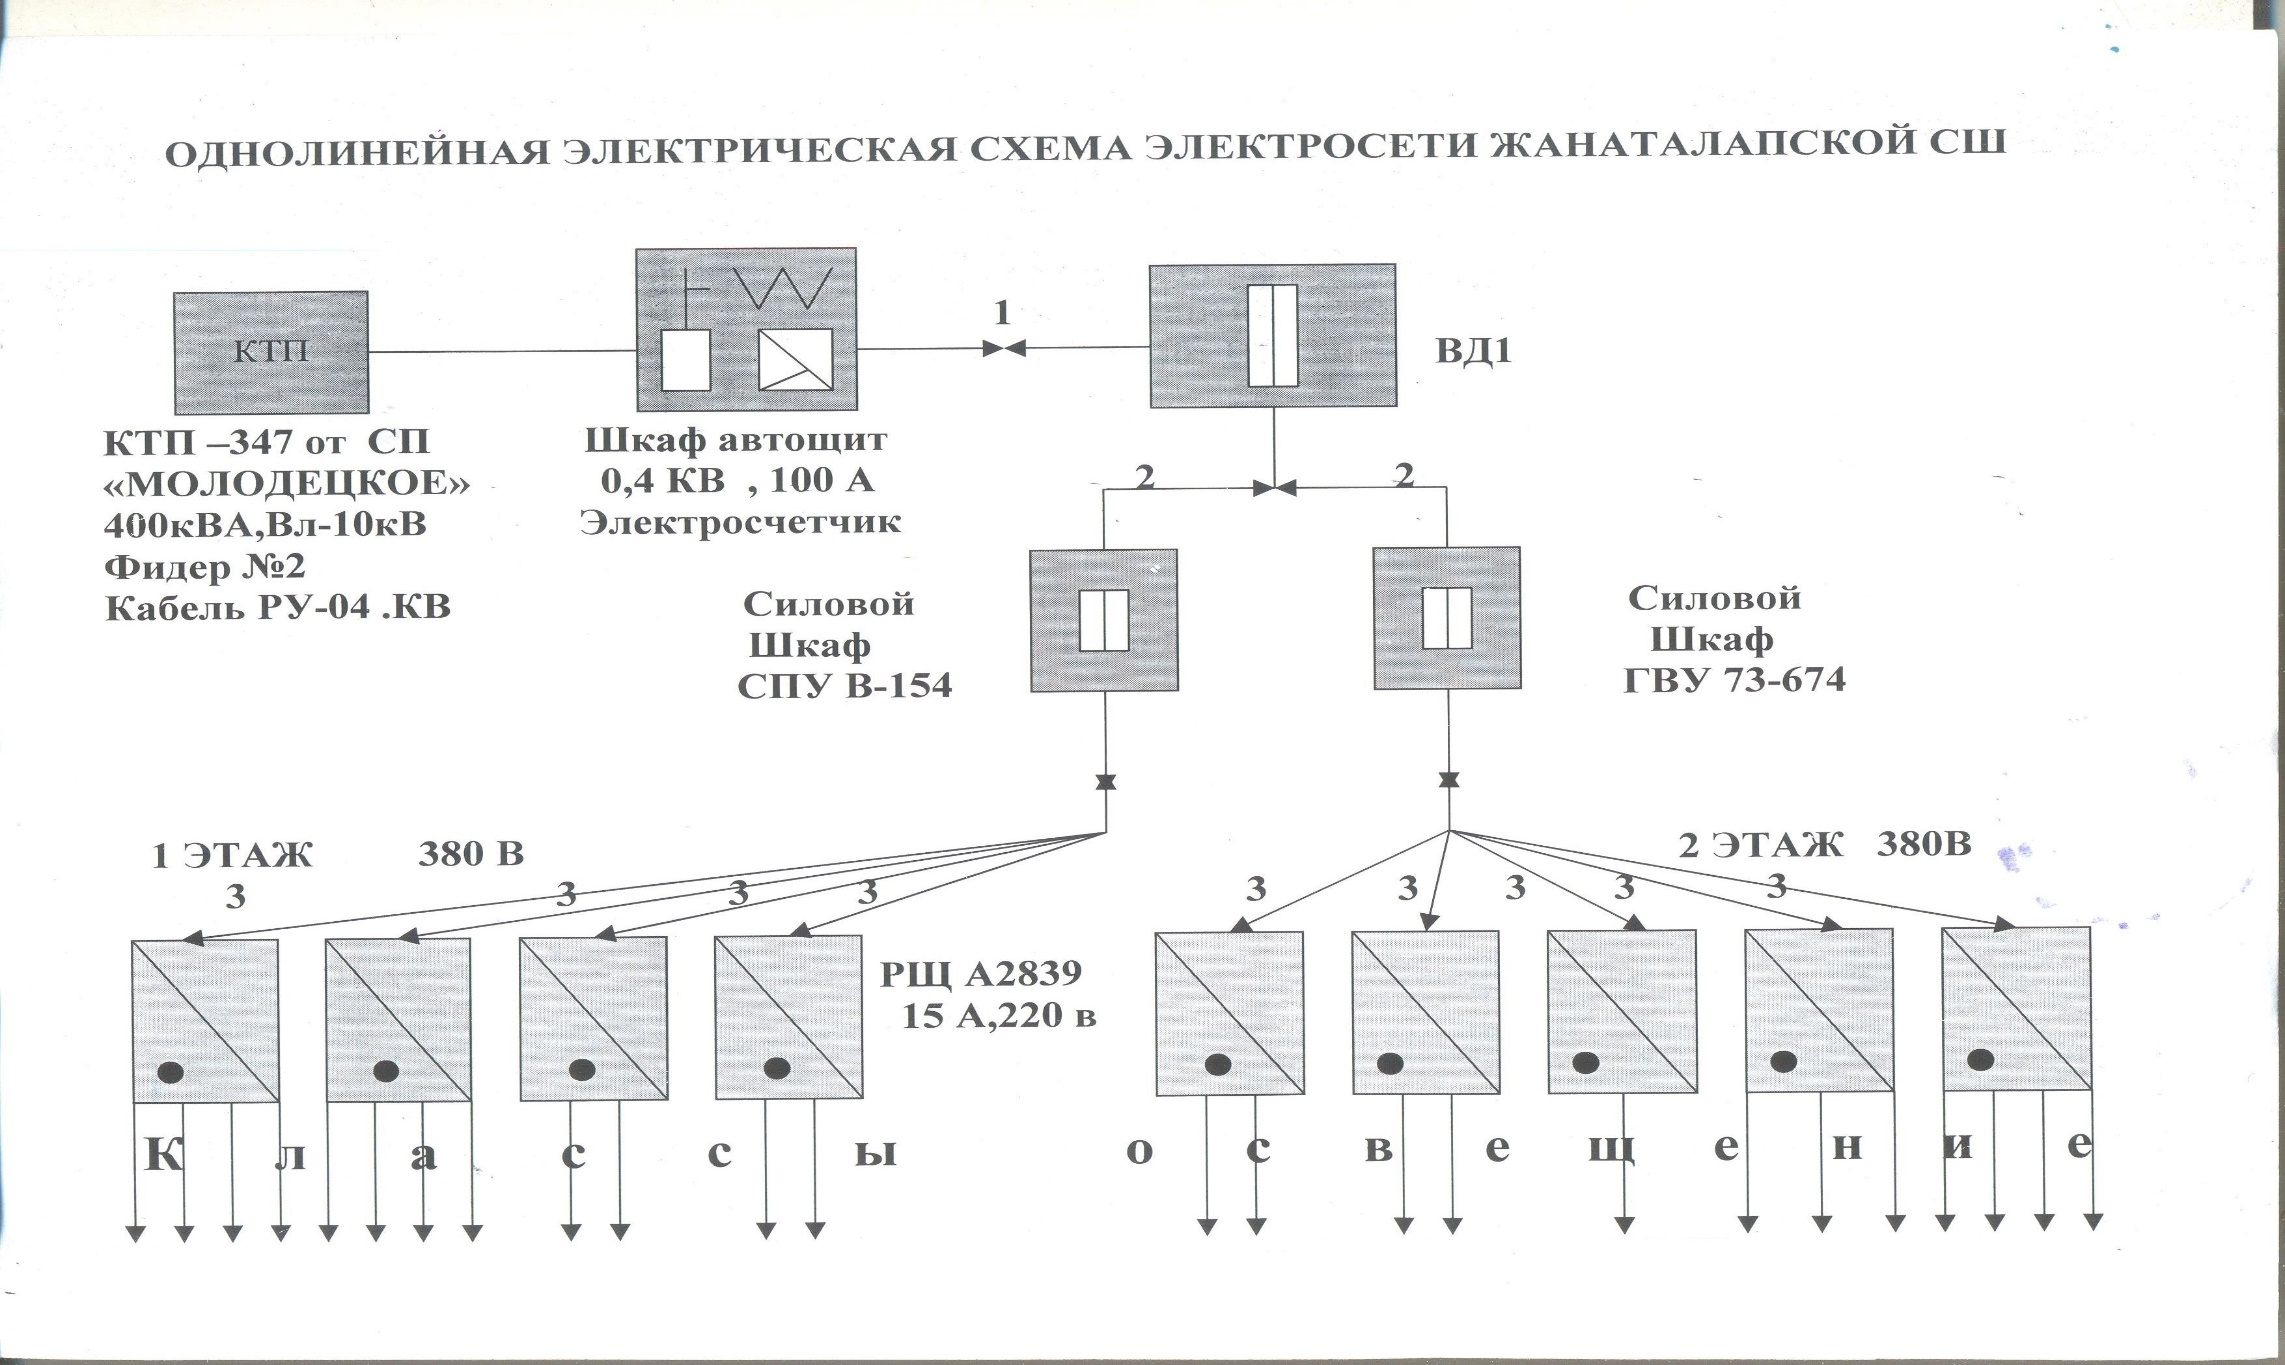 ОДНОЛИНЕЙНАЯ ЭЛЕКТРИЧЕСКАЯ СХЕМА ЭЛЕКТРОСЕТИ ЖАНАТАЛАПСКОЙ СШ
КТП
1
ВД1
КТП –347 от СП
«МОЛОДЕЦКОЕ»
400кВА,Вл-10кВ
Фидер №2
Кабель РУ-04 .КВ
Шкаф автощит
0,4 КВ , 100 А
Электросчетчик
2 2
Силовой
Шкаф
СПУ В-154
Силовой
Шкаф
ГВУ 73-674
1 ЭТАЖ 380 В
2 ЭТАЖ 380В
3 3 3 3 3 3 3 3 3
РЩ А2839
15 А,220 в
К л а с с ы о с в е щ е н и е